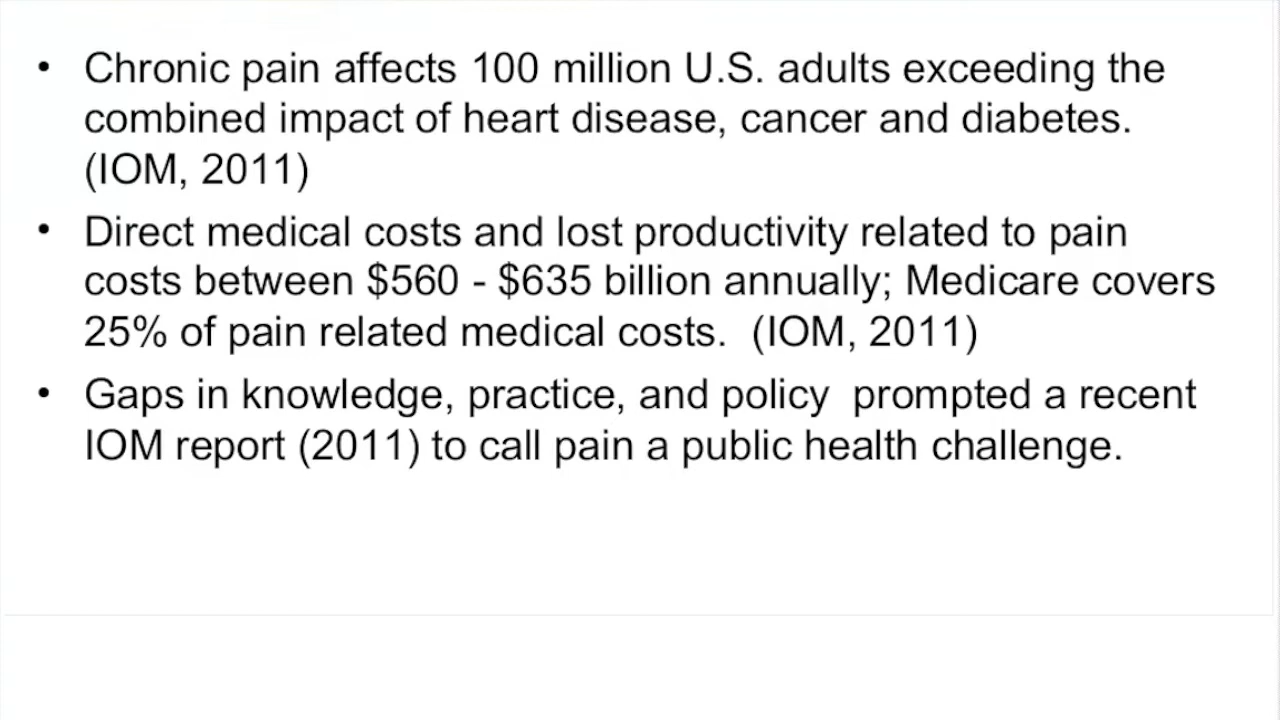 • Chronic pain affects 100 million U.S. adults exceeding the
combined impact of heart disease, cancer and diabetes.
(IOM, 2011)
• Direct medical costs and lost productivity related to pain
costs between $560 - $635 billion annually; Medicare covers
25% of pain related medical costs.  (IOM, 2011)
• Gaps in knowledge, practice, and policy  prompted a recent
IOM report (2011) to call pain a public health challenge.